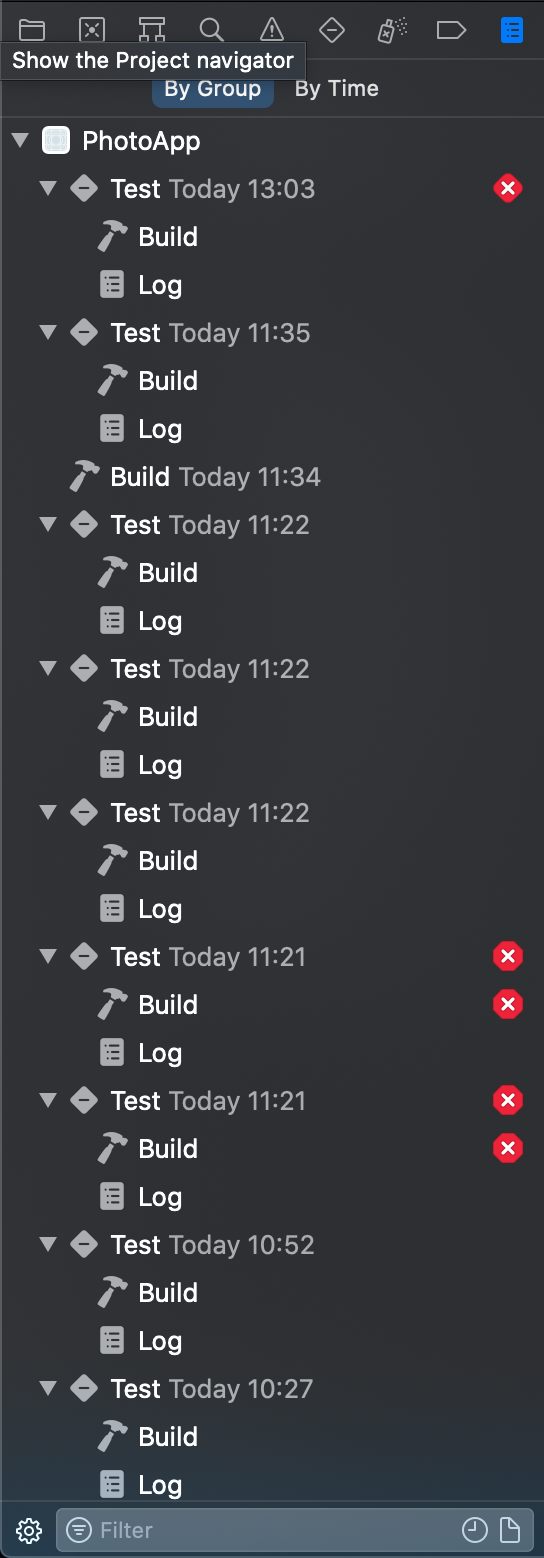 Show the Project navigator
By Group By Time
PhotoApp
Test Today 13:03
Build
Log
Test Today 11:35
Build
Log
Build Today 11:34
Test Today 11:22
Build
Log
Test Today 11:22
Build
Log
Test Today 11:22
Build
Log
Test Today 11:21
Build
Log
Test Today 11:21
Build
Log
Test Today 10:52
Build
Log
Test Today 10:27
Build
Log
Filter